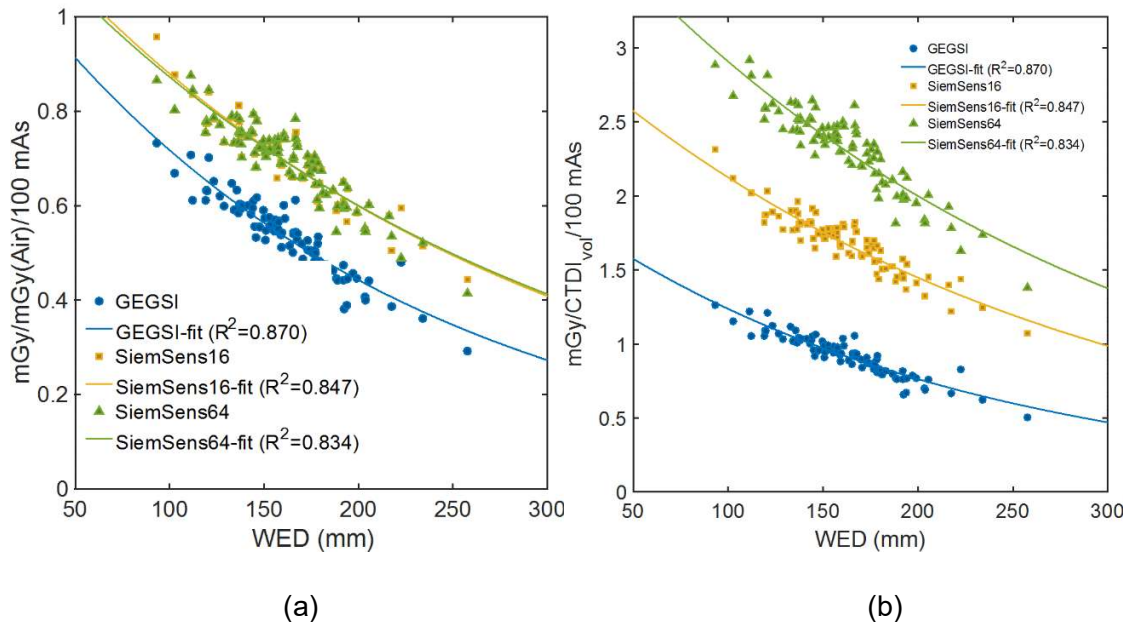 1
0.8
0.6
0.4
0.2
0
mGy/mGy(Air)/100 mAs
GEGSI
GEGSI-fit (R²=0.870)
SiemSens16
SiemSens16-fit (R²=0.847)
SiemSens64
SiemSens64-fit (R²=0.834)
50 100 150 200 250 300
WED (mm)
(a)
3
2.5
2
1.5
1
0.5
0
mGy/CTDIvol/100 mAs
GEGSI
GEGSI-fit (R²=0.870)
SiemSens16
SiemSens16-fit (R²=0.847)
SiemSens64
SiemSens64-fit (R²=0.834)
50 100 150 200 250 300
WED (mm)
(b)